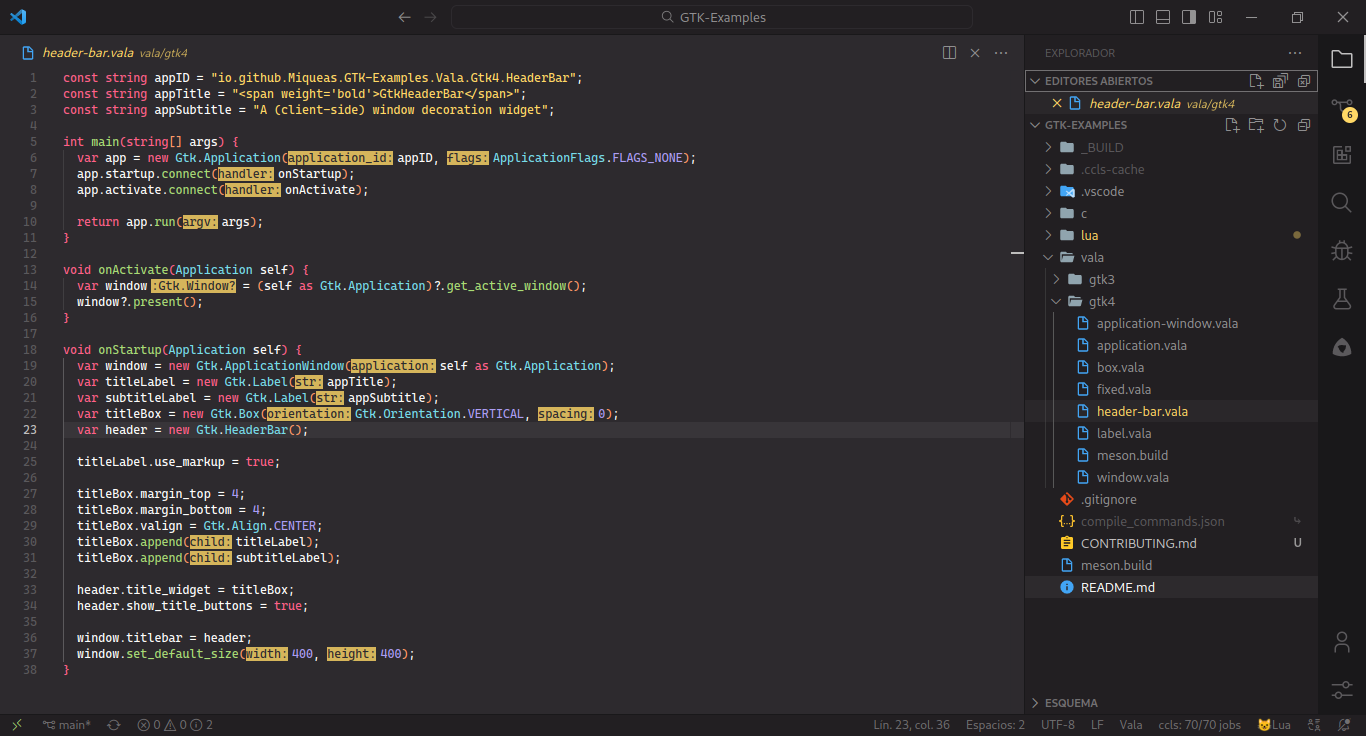 GTK-Examples
header-bar.vala vala/gtk4
1 const string appID = "io.github.Miqueas.GTK-Examples.Vala.Gtk4.HeaderBar";
2 const string appTitle = "<span weight='bold'>GtkHeaderBar</span>";
3 const string appSubtitle = "A (client-side) window decoration widget";
4
5 int main(string[] args) {
6 var app = new Gtk.Application(application_id: appID, flags: ApplicationFlags.FLAGS_NONE);
7 app.startup.connect(handler: onStartup);
8 app.activate.connect(handler: onActivate);
9
10 return app.run(argv: args);
11 }
12
13 void onActivate(Application self) {
14 var window :Gtk.Window? = (self as Gtk.Application)?.get_active_window();
15 window?.present();
16 }
17
18 void onStartup(Application self) {
19 var window = new Gtk.ApplicationWindow(application: self as Gtk.Application);
20 var titleLabel = new Gtk.Label(str: appTitle);
21 var subtitleLabel = new Gtk.Label(str: appSubtitle);
22 var titleBox = new Gtk.Box(orientation: Gtk.Orientation.VERTICAL, spacing: 0);
23 var header = new Gtk.HeaderBar();
24
25 titleLabel.use_markup = true;
26
27 titleBox.margin_top = 4;
28 titleBox.margin_bottom = 4;
29 titleBox.valign = Gtk.Align.CENTER;
30 titleBox.append(child: titleLabel);
31 titleBox.append(child: subtitleLabel);
32
33 header.title_widget = titleBox;
34 header.show_title_buttons = true;
35
36 window.titlebar = header;
37 window.set_default_size(width: 400, height: 400);
38 }
EXPLORADOR
EDITORES ABIERTOS
header-bar.vala vala/gtk4
GTK-EXAMPLES
_BUILD
.ccls-cache
.vscode
c
lua
vala
gtk3
gtk4
application-window.vala
application.vala
box.vala
fixed.vala
header-bar.vala
label.vala
meson.build
window.vala
.gitignore
compile_commands.json
CONTRIBUTING.md U
meson.build
README.md
ESQUEMA
6
main* 0 0 2
Lín. 23, col. 36 Espacios: 2 UTF-8 LF Vala ccls: 70/70 jobs 😺Lua